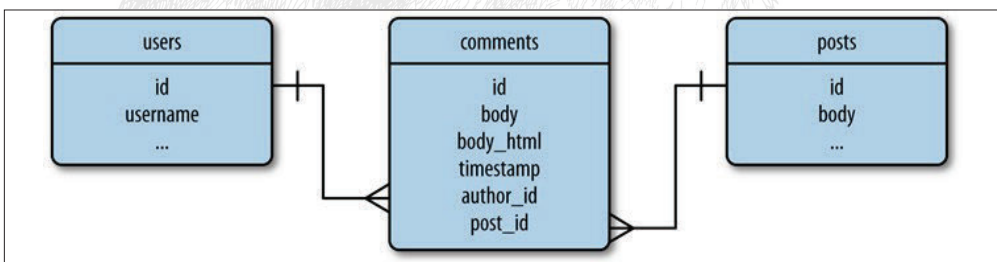 users
id
username
...
comments
id
body
body_html
timestamp
author_id
post_id
posts
id
body
...